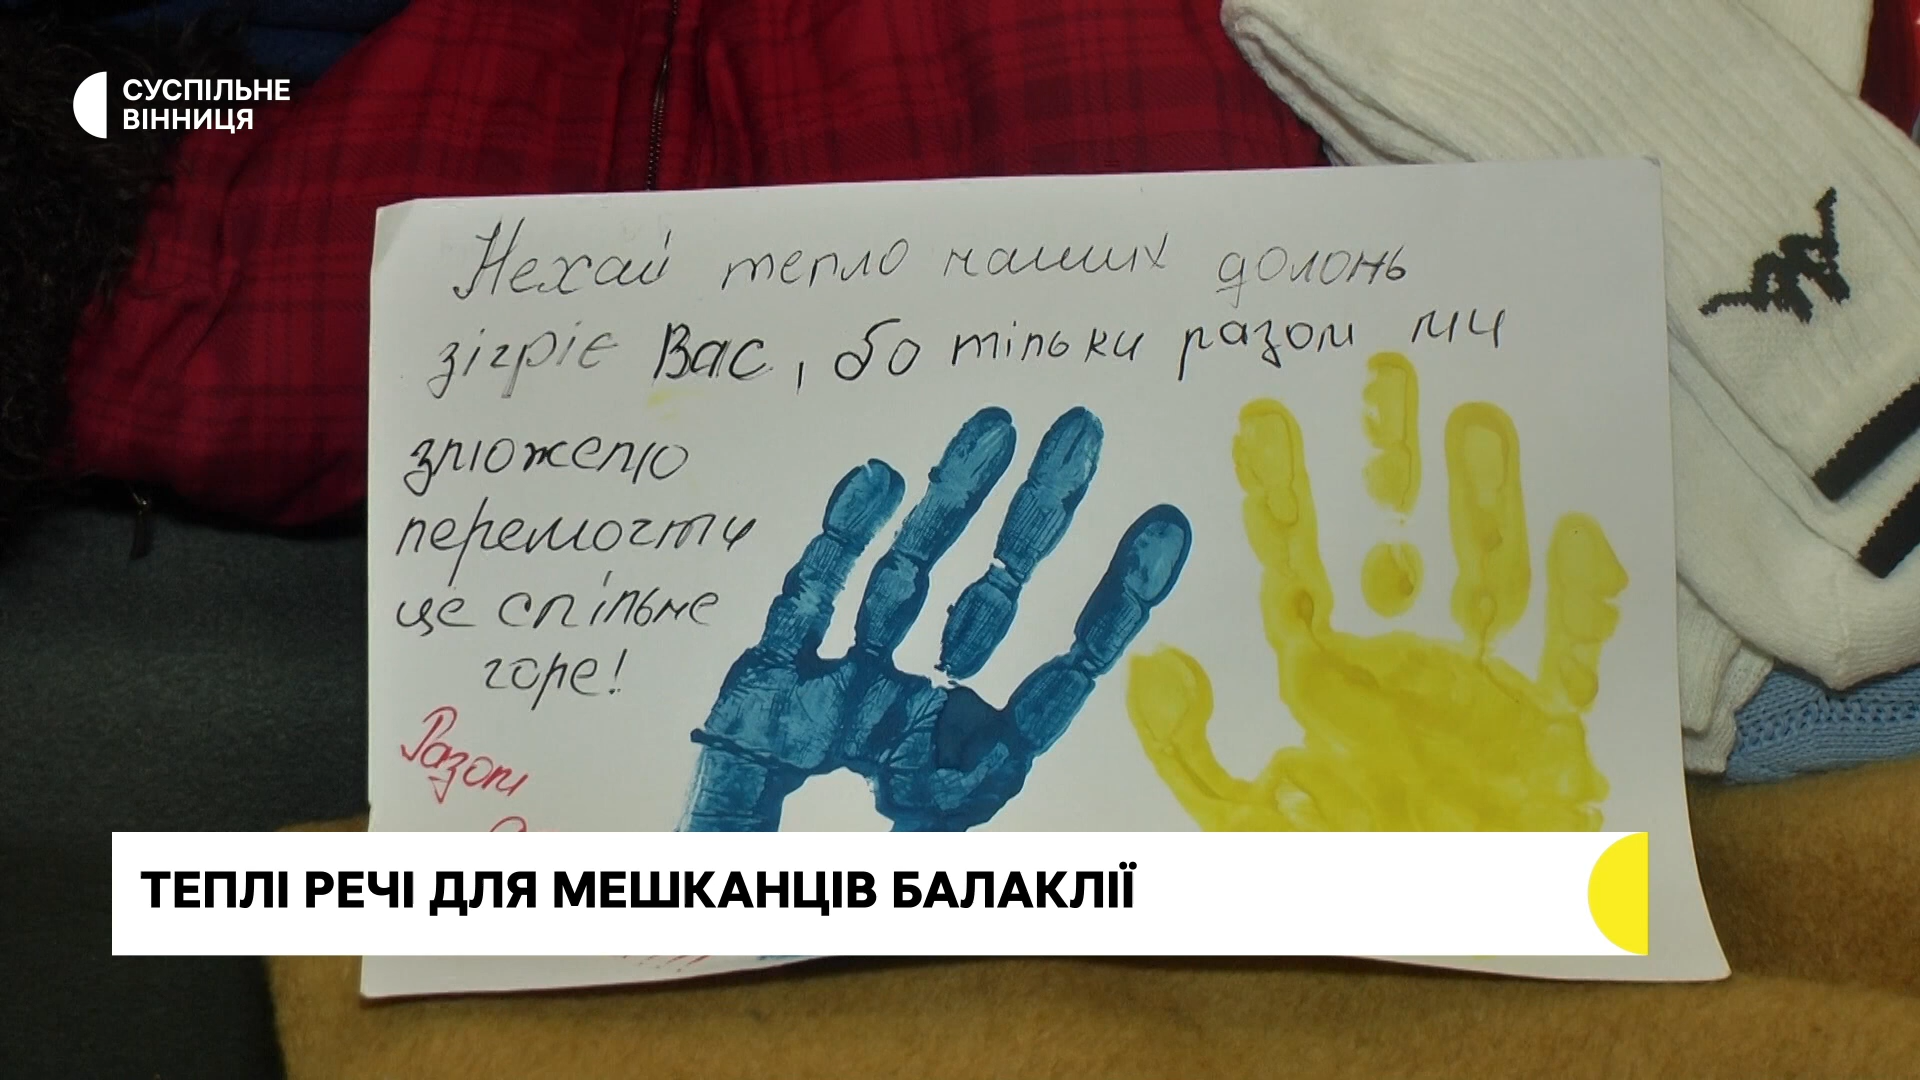 СУСПІЛЬНЕ
ВІННИЦЯ
Нехай тепло наших долонь
зігріє Вас, бо тільки разом ми
зможемо
перемогти
це спільне
горе!
Разом
ТЕПЛІ РЕЧІ ДЛЯ МЕШКАНЦІВ БАЛАКЛІЇ